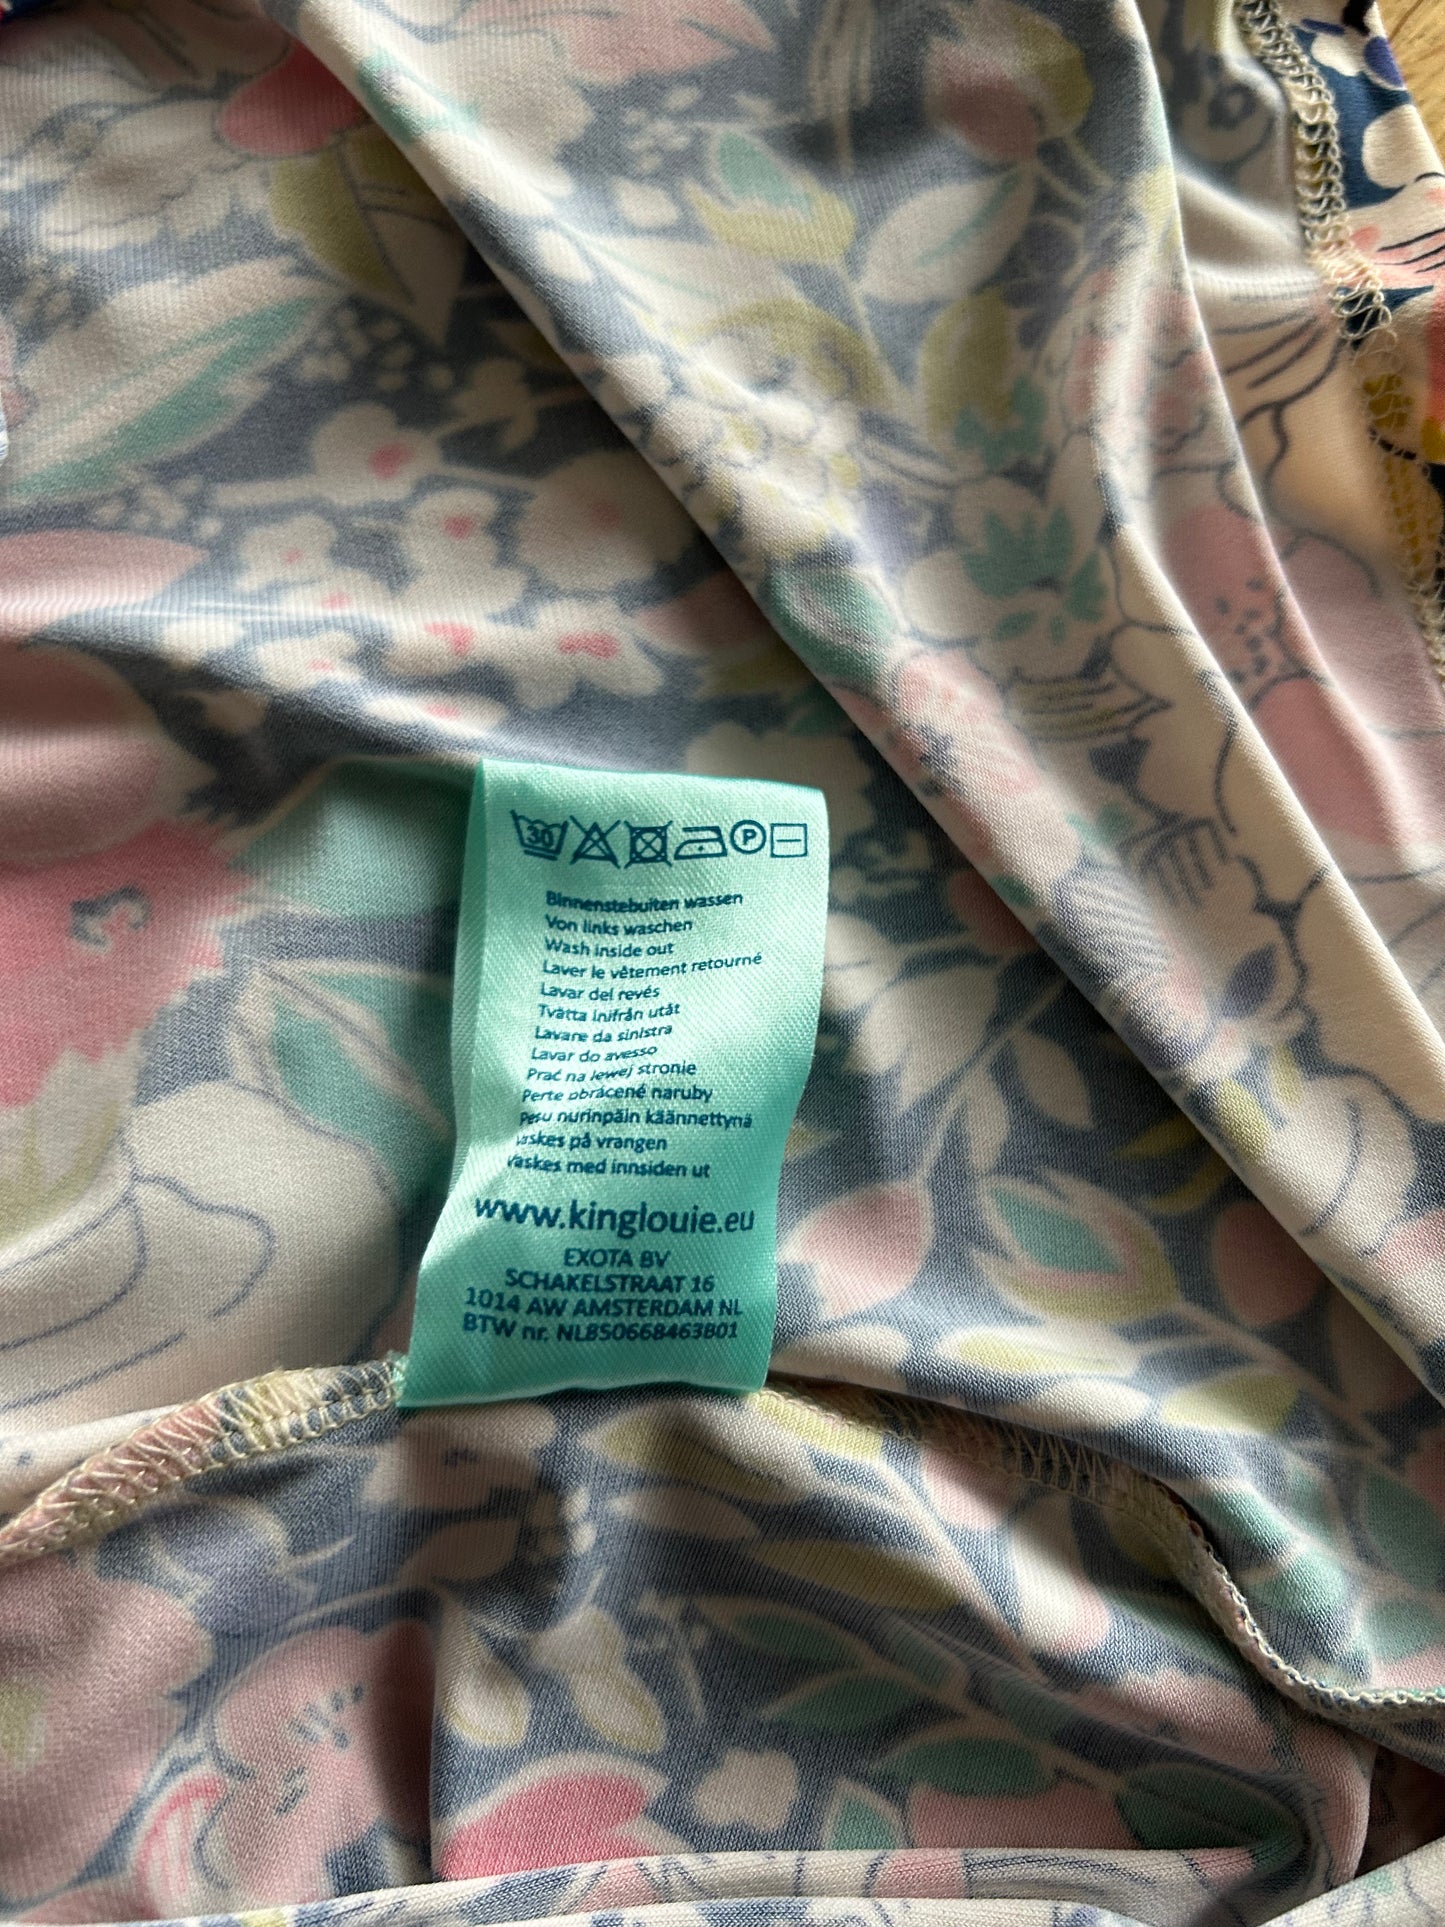 30 P
Binnenstebuiten wassen
Von links waschen
Wash inside out
Laver le vêtement retourné
Lavar del revés
Tvätta inifrån utåt
Lavare da sinistra
Lavar do avesso
Prać na lewej stronie
Perte obrácené naruby
Pesu nurinpäin käännettynä
på vrangen
med innsiden ut
www.kinglouie.eu
EXOTA BV
SCHAKELSTRAAT 16
1014 AW AMSTERDAM NL
BTW nr. NL850668463B01